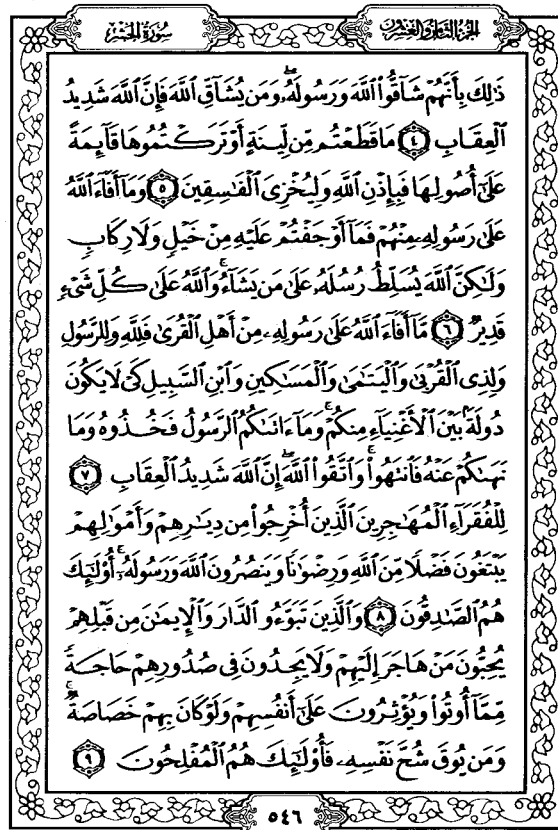 سُورَةُ الحَشْرِ
الجُزْءُ الثَّامِنُ وَالعِشْرُونَ
ذَٰلِكَ بِأَنَّهُمْ شَآقُّوا۟ ٱللَّهَ وَرَسُولَهُۥ ۖ وَمَن يُشَآقِّ ٱللَّهَ فَإِنَّ ٱللَّهَ شَدِيدُ
ٱلْعِقَابِ ٤ مَا قَطَعْتُم مِّن لِّينَةٍ أَوْ تَرَكْتُمُوهَا قَآئِمَةً
عَلَىٰٓ أُصُولِهَا فَبِإِذْنِ ٱللَّهِ وَلِيُخْزِىَ ٱلْفَٰسِقِينَ ٥ وَمَآ أَفَآءَ ٱللَّهُ
عَلَىٰ رَسُولِهِۦ مِنْهُمْ فَمَآ أَوْجَفْتُمْ عَلَيْهِ مِنْ خَيْلٍ وَلَا رِكَابٍ
وَلَٰكِنَّ ٱللَّهَ يُسَلِّطُ رُسُلَهُۥ عَلَىٰ مَن يَشَآءُ ۚ وَٱللَّهُ عَلَىٰ كُلِّ شَىْءٍ
قَدِيرٌ ٦ مَّآ أَفَآءَ ٱللَّهُ عَلَىٰ رَسُولِهِۦ مِنْ أَهْلِ ٱلْقُرَىٰ فَلِلَّهِ وَلِلرَّسُولِ
وَلِذِى ٱلْقُرْبَىٰ وَٱلْيَتَٰمَىٰ وَٱلْمَسَٰكِينِ وَٱبْنِ ٱلسَّبِيلِ كَىْ لَا يَكُونَ
دُولَةًۢ بَيْنَ ٱلْأَغْنِيَآءِ مِنكُمْ ۚ وَمَآ ءَاتَىٰكُمُ ٱلرَّسُولُ فَخُذُوهُ وَمَا
نَهَىٰكُمْ عَنْهُ فَٱنتَهُوا۟ ۚ وَٱتَّقُوا۟ ٱللَّهَ ۖ إِنَّ ٱللَّهَ شَدِيدُ ٱلْعِقَابِ ٧
لِلْفُقَرَآءِ ٱلْمُهَٰجِرِينَ ٱلَّذِينَ أُخْرِجُوا۟ مِن دِيَٰرِهِمْ وَأَمْوَٰلِهِمْ
يَبْتَغُونَ فَضْلًا مِّنَ ٱللَّهِ وَرِضْوَٰنًا وَيَنصُرُونَ ٱللَّهَ وَرَسُولَهُۥٓ ۚ أُو۟لَٰٓئِكَ
هُمُ ٱلصَّٰدِقُونَ ٨ وَٱلَّذِينَ تَبَوَّءُو ٱلدَّارَ وَٱلْإِيمَٰنَ مِن قَبْلِهِمْ
يُحِبُّونَ مَنْ هَاجَرَ إِلَيْهِمْ وَلَا يَجِدُونَ فِى صُدُورِهِمْ حَاجَةً
مِّمَّآ أُوتُوا۟ وَيُؤْثِرُونَ عَلَىٰٓ أَنفُسِهِمْ وَلَوْ كَانَ بِهِمْ خَصَاصَةٌ ۚ
وَمَن يُوقَ شُحَّ نَفْسِهِۦ فَأُو۟لَٰٓئِكَ هُمُ ٱلْمُفْلِحُونَ ٩
٥٤٦